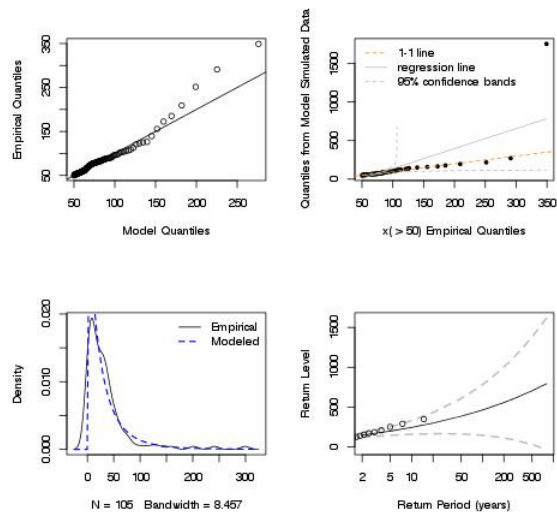 350
250
150
50
Empirical Quantiles
50
100
150
200
250
Model Quantiles
1500
1000
500
0
Quantiles from Model Simulated Data
1-1 line
regression line
95% confidence bands
50
100
150
200
250
300
350
x( > 50) Empirical Quantiles
0.020
0.010
0.000
Density
Empirical
Modeled
0
50
100
200
300
N = 105 Bandwidth = 8.457
1500
1000
500
0
Return Level
2
5
10
50
200
500
Return Period (years)